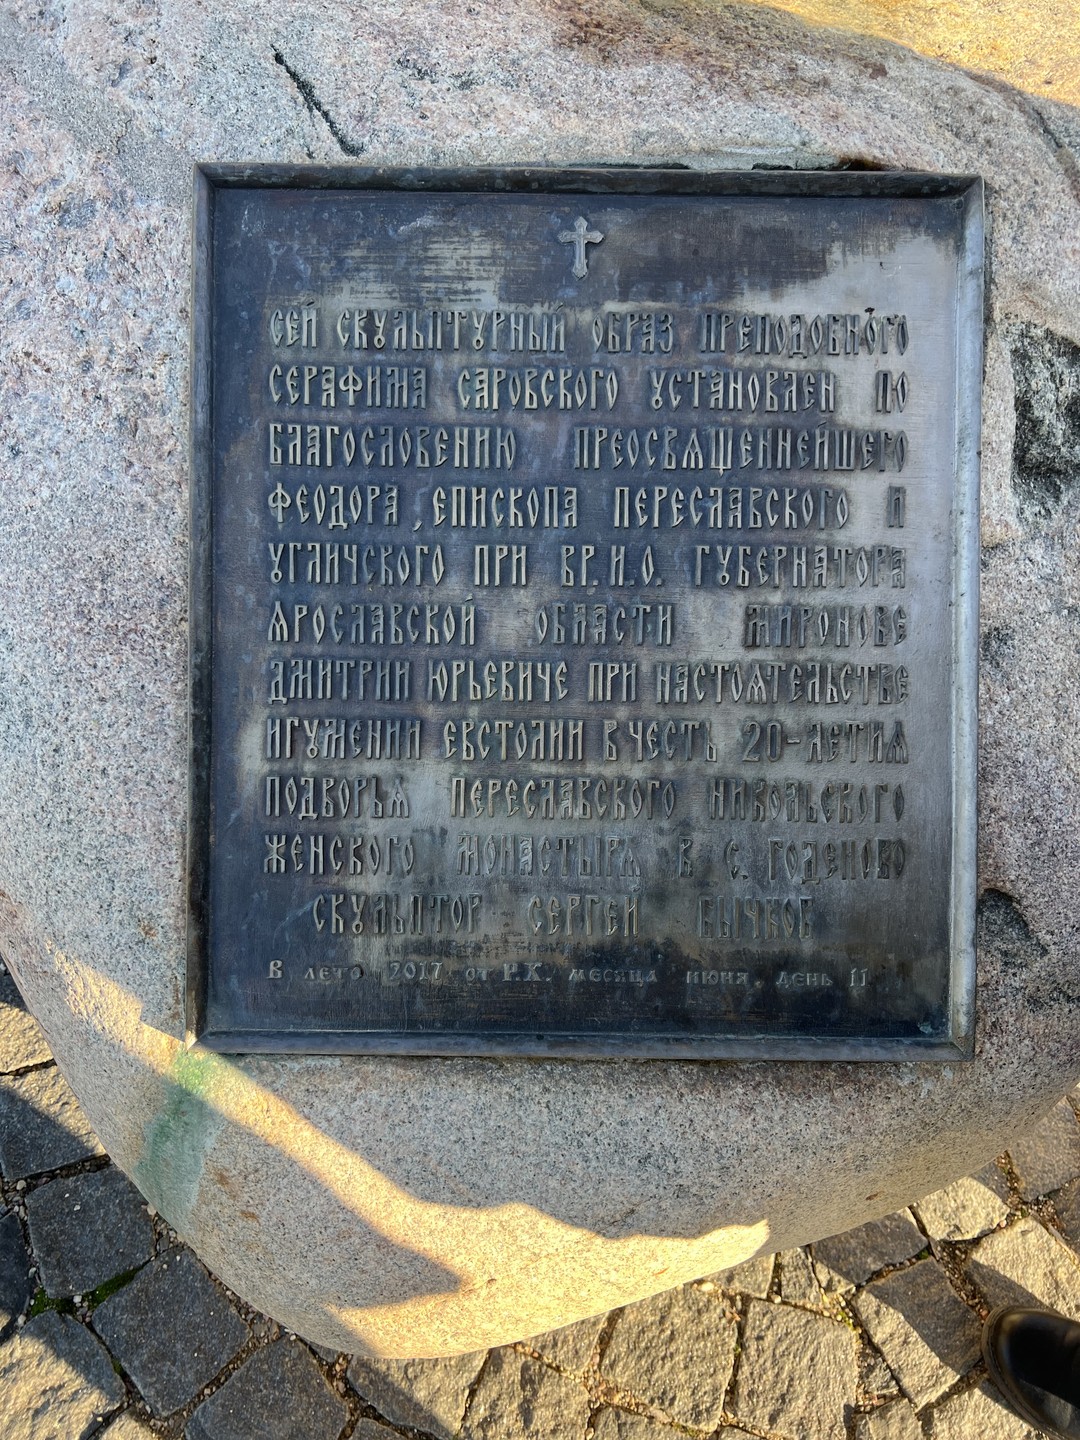 СЕЙ СКУЛЬПТУРНЫЙ ОБРАЗ ПРЕПОДОБНОГО
СЕРАФИМА САРОВСКОГО УСТАНОВЛЕН ПО
БЛАГОСЛОВЕНИЮ ПРЕОСВЯЩЕННЕЙШЕГО
ФЕОДОРА, ЕПИСКОПА ПЕРЕСЛАВСКОГО И
УГЛИЧСКОГО ПРИ ВР.И.О. ГУБЕРНАТОРА
ЯРОСЛАВСКОЙ ОБЛАСТИ МИРОНОВЕ
ДМИТРИИ ЮРЬЕВИЧЕ ПРИ НАСТОЯТЕЛЬСТВЕ
ИГУМЕНИИ ЕВСТОЛИИ В ЧЕСТЬ 20-ЛЕТИЯ
ПОДВОРЬЯ ПЕРЕСЛАВСКОГО НИКОЛЬСКОГО
ЖЕНСКОГО МОНАСТЫРЯ В С. ГОДЕНОВО
СКУЛЬПТОР СЕРГЕЙ БЫЧКОВ
В ЛЕТО 2017 ОТ Р.Х. МЕСЯЦА ИЮНЯ, ДЕНЬ 11